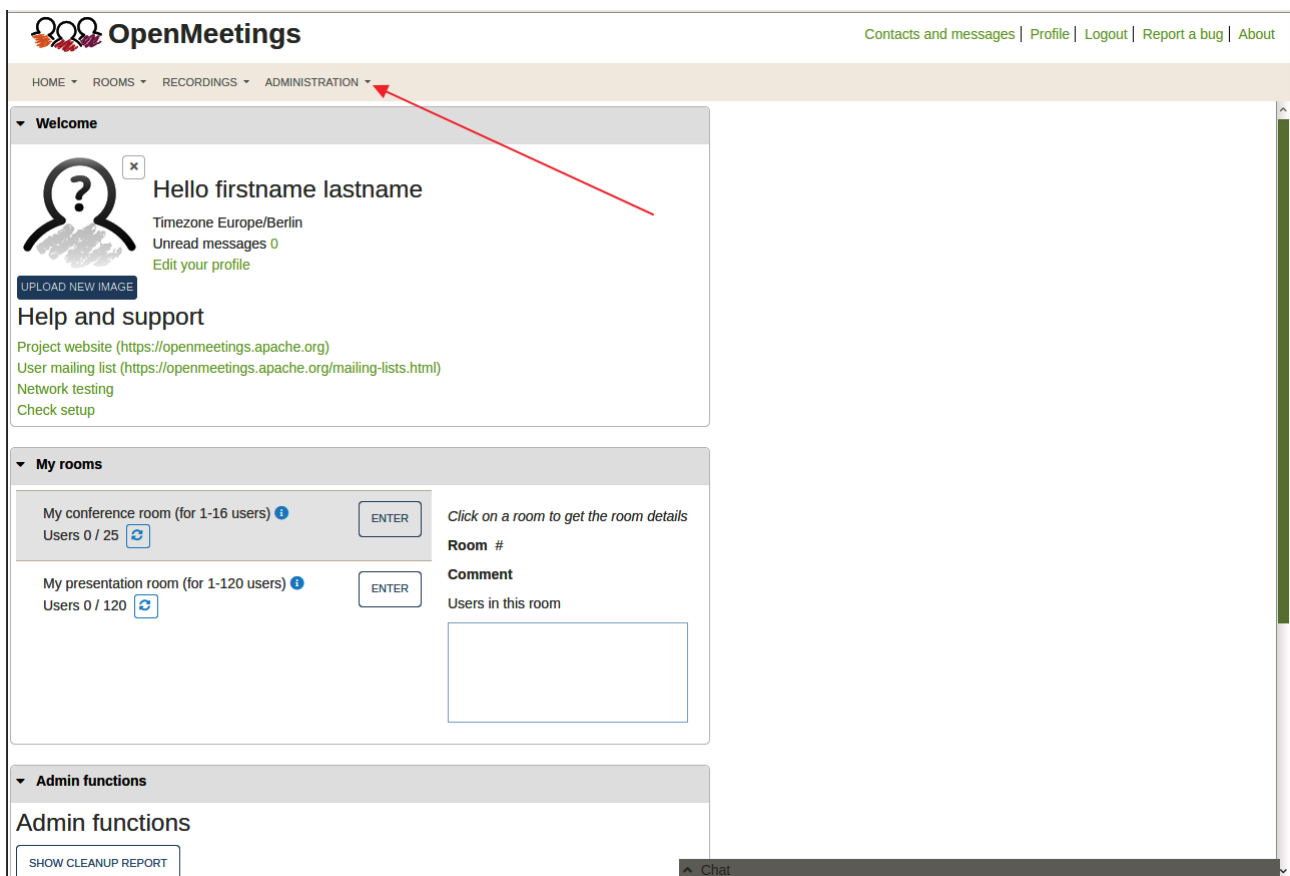 OpenMeetings
Contacts and messages | Profile | Logout | Report a bug | About
HOME ROOMS RECORDINGS ADMINISTRATION
Welcome
?
Hello firstname lastname
Timezone Europe/Berlin
Unread messages 0
Edit your profile
UPLOAD NEW IMAGE
Help and support
Project website (https://openmeetings.apache.org)
User mailing list (https://openmeetings.apache.org/mailing-lists.html)
Network testing
Check setup
My rooms
My conference room (for 1-16 users)
Users 0 / 25
ENTER
My presentation room (for 1-120 users)
Users 0 / 120
ENTER
Click on a room to get the room details
Room #
Comment
Users in this room
Admin functions
Admin functions
SHOW CLEANUP REPORT
Chat